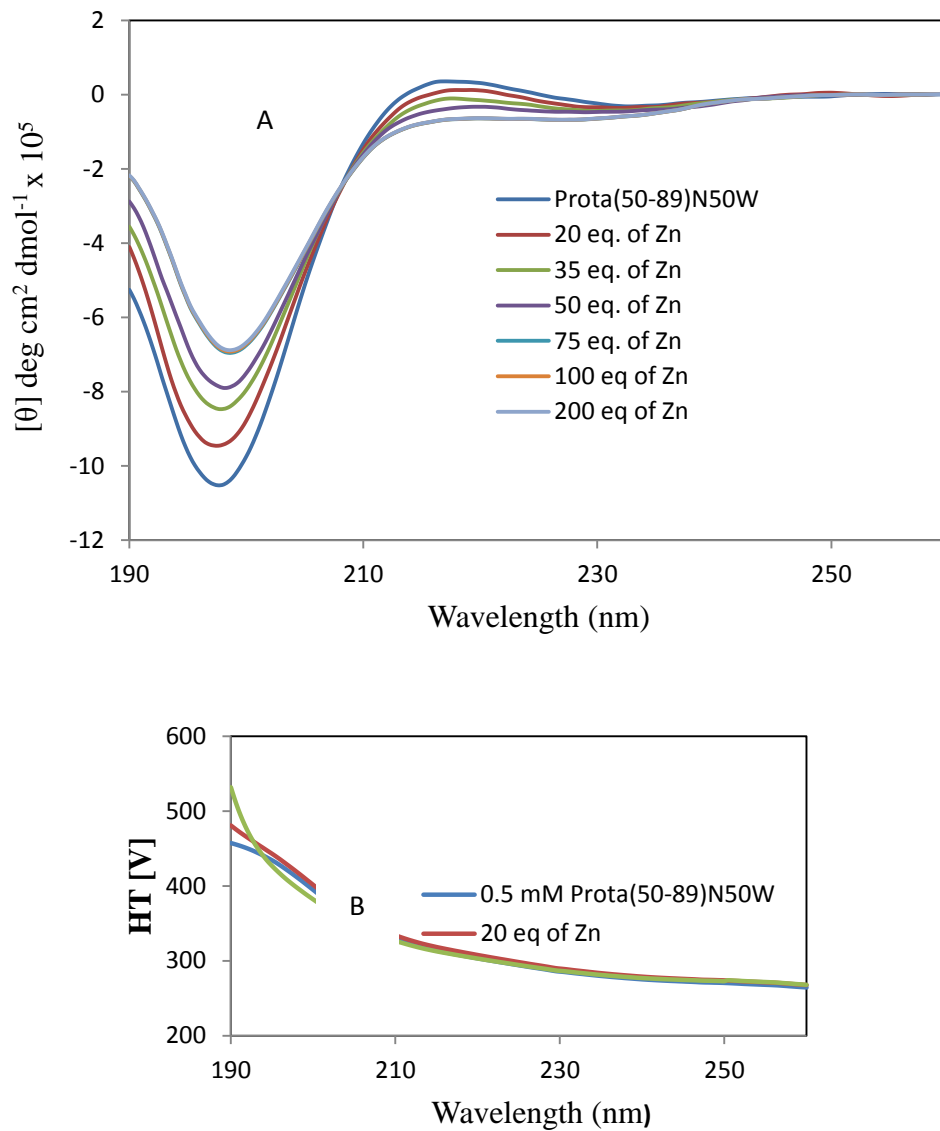 2
0
-2
-4
-6
-8
-10
-12
[θ] deg cm² dmol⁻¹ x 10⁵
A
Prota(50-89)N50W
20 eq. of Zn
35 eq. of Zn
50 eq. of Zn
75 eq. of Zn
100 eq of Zn
200 eq of Zn
190
210
230
250
Wavelength (nm)
600
500
400
300
200
HT [V]
B
0.5 mM Prota(50-89)N50W
20 eq of Zn
190
210
230
250
Wavelength (nm)